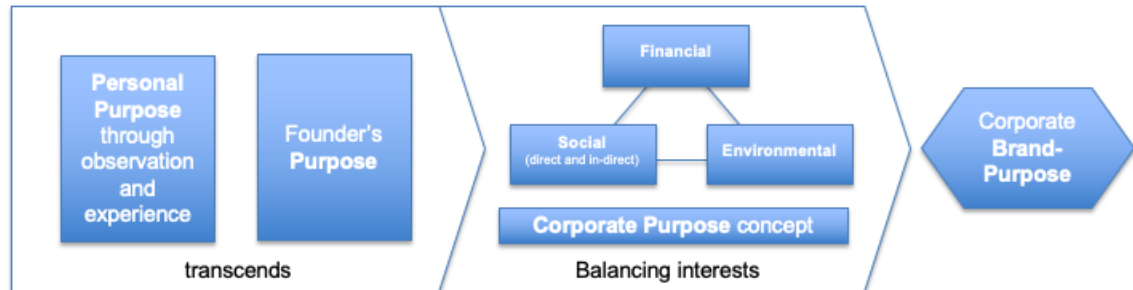 Personal
Purpose
through
observation
and
experience
Founder's
Purpose
transcends
Financial
Social
(direct and in-direct)
Environmental
Corporate Purpose concept
Balancing interests
Corporate
Brand-
Purpose